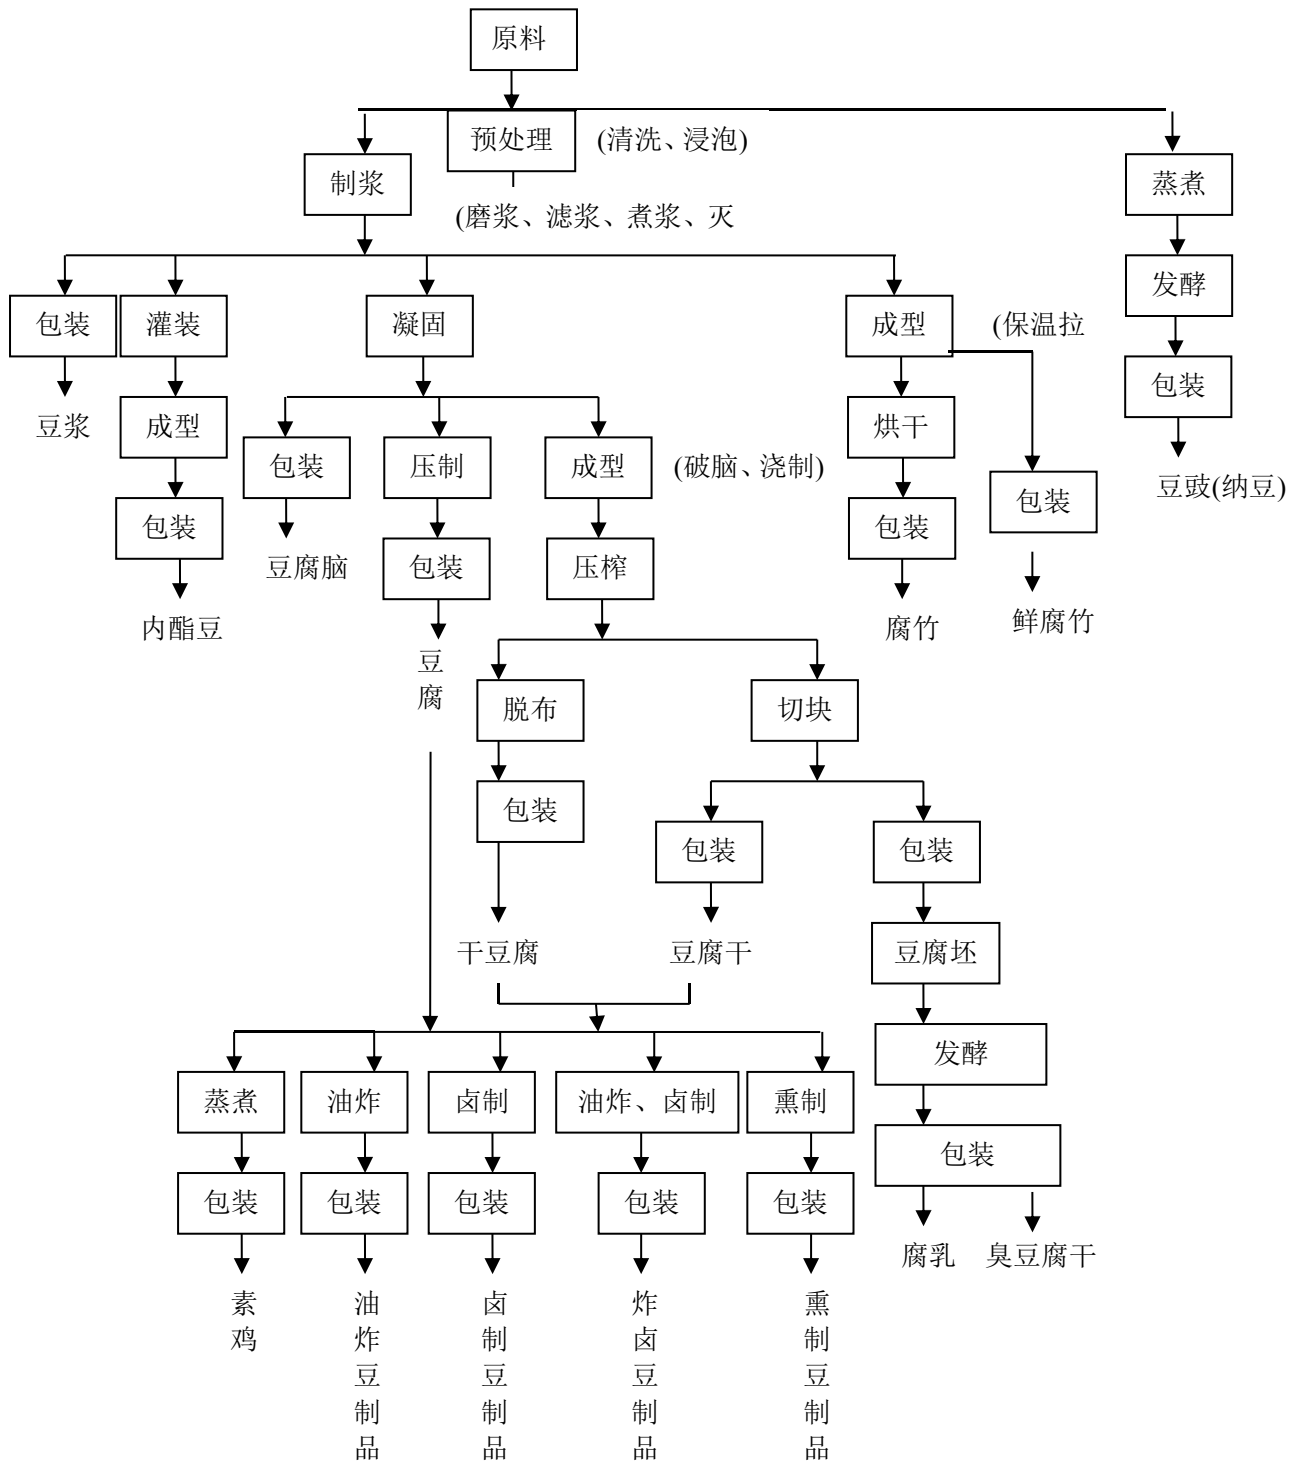 原料
预处理
(清洗、浸泡)
制浆
蒸煮
(磨浆、滤浆、煮浆、灭
发酵
包装
灌装
凝固
成型
(保温拉
包装
豆浆
成型
烘干
包装
压制
成型
(破脑、浇制)
包装
豆豉(纳豆)
包装
包装
豆腐脑
包装
压榨
包装
内酯豆
腐竹
鲜腐竹
豆
腐
脱布
切块
包装
包装
包装
干豆腐
豆腐干
豆腐坯
发酵
蒸煮
油炸
卤制
油炸、卤制
熏制
包装
包装
包装
包装
包装
包装
腐乳
臭豆腐干
素
鸡
油
炸
豆
制
品
卤
制
豆
制
品
炸
卤
豆
制
品
熏
制
豆
制
品